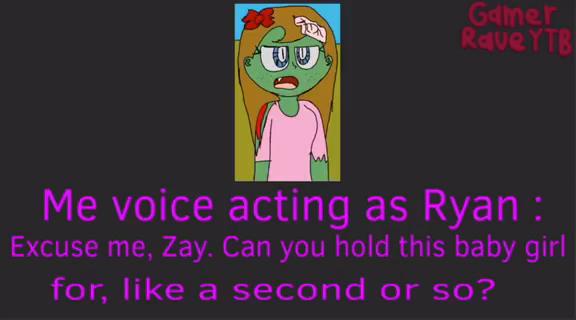 Gamer
RaveYTB
Me voice acting as Ryan :
Excuse me, Zay. Can you hold this baby girl
for, like a second or so?